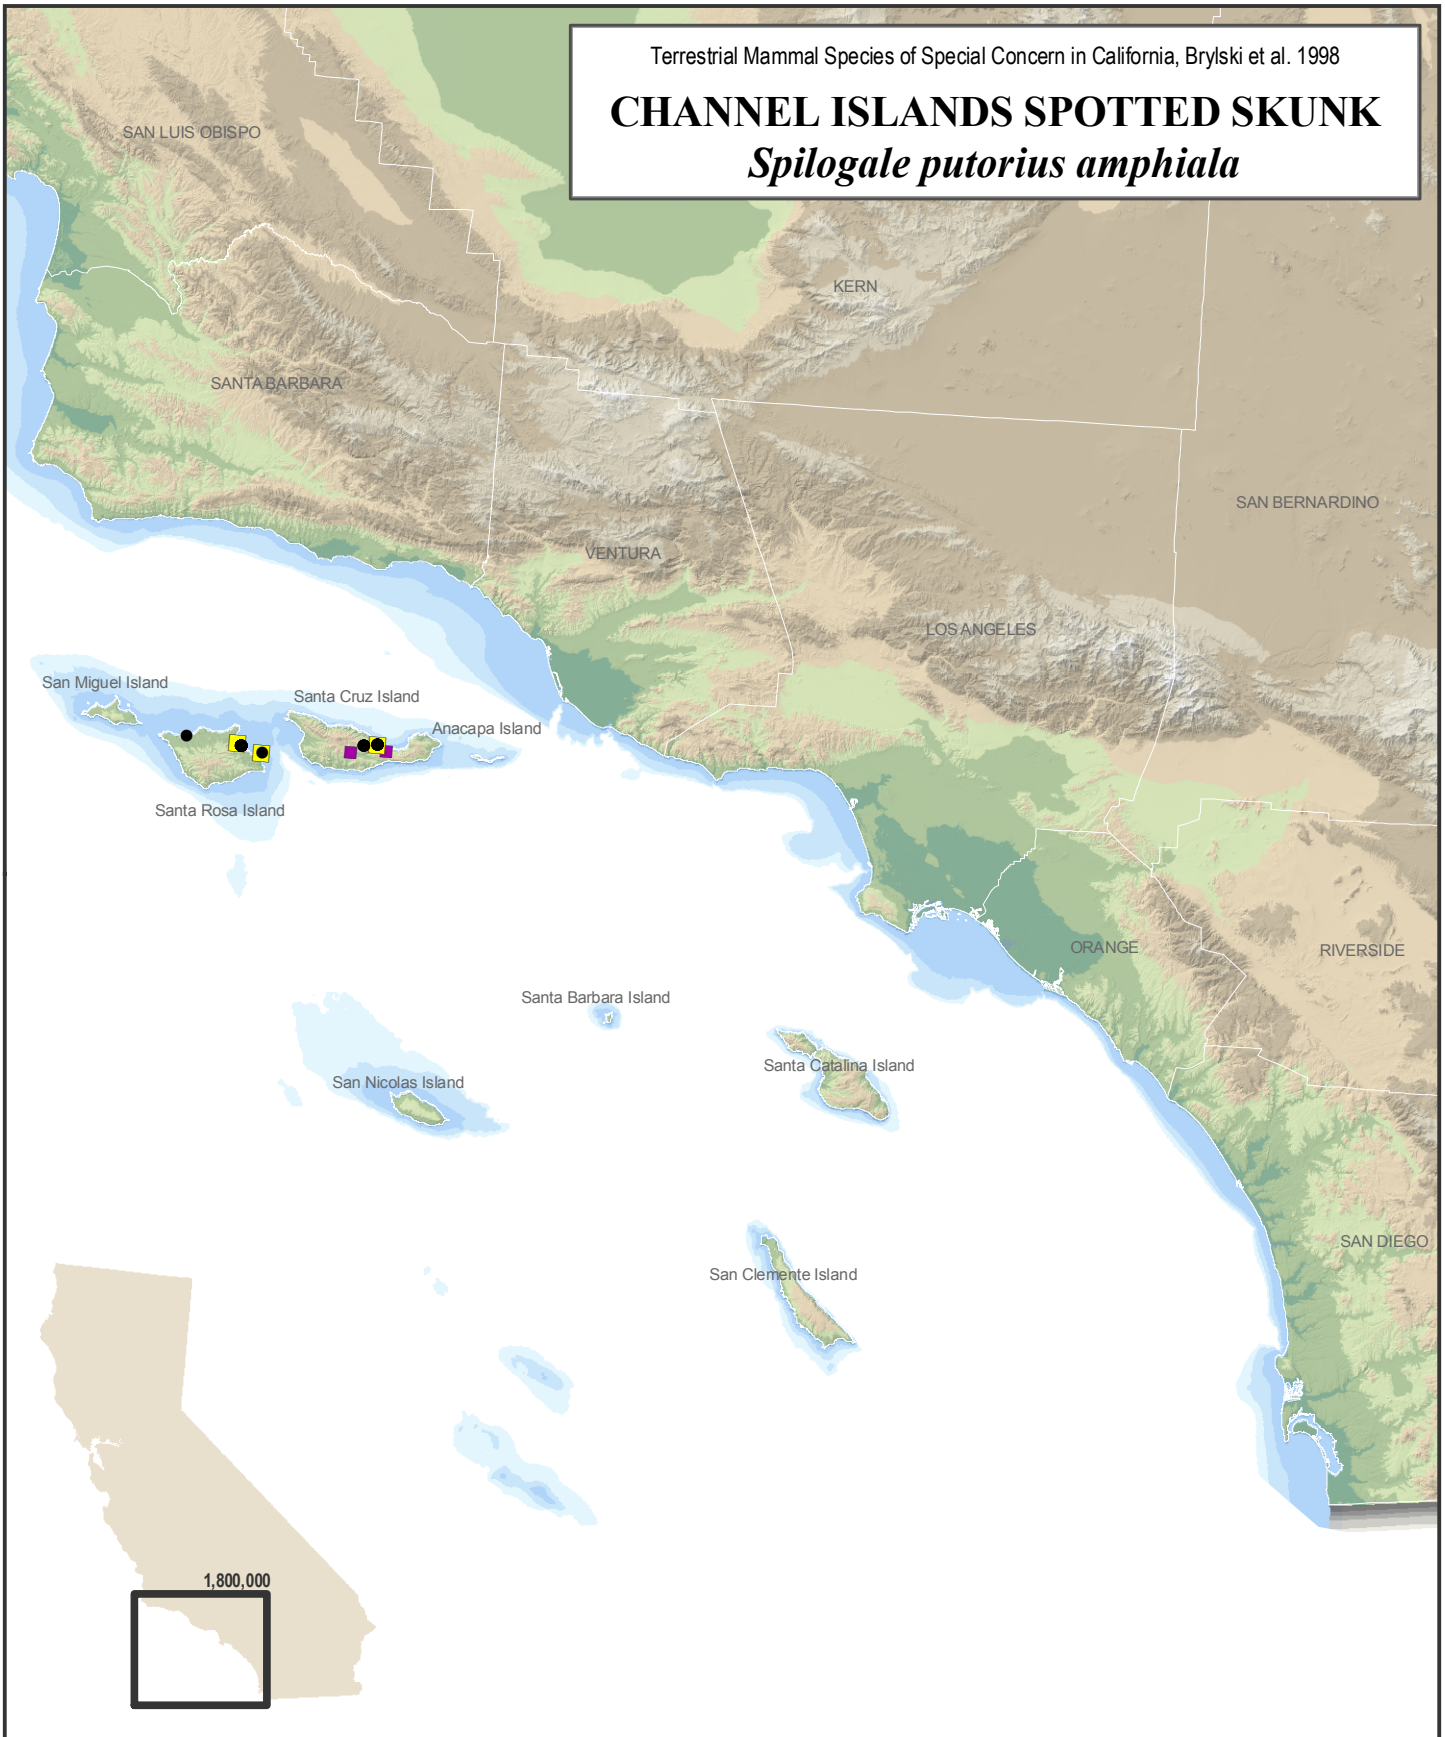 Terrestrial Mammal Species of Special Concern in California, Brylski et al. 1998
CHANNEL ISLANDS SPOTTED SKUNK
Spilogale putorius amphiala
SAN LUIS OBISPO
KERN
SANTA BARBARA
SAN BERNARDINO
VENTURA
LOS ANGELES
San Miguel Island
Santa Cruz Island
Anacapa Island
Santa Rosa Island
ORANGE
RIVERSIDE
Santa Barbara Island
Santa Catalina Island
San Nicolas Island
SAN DIEGO
San Clemente Island
1,800,000